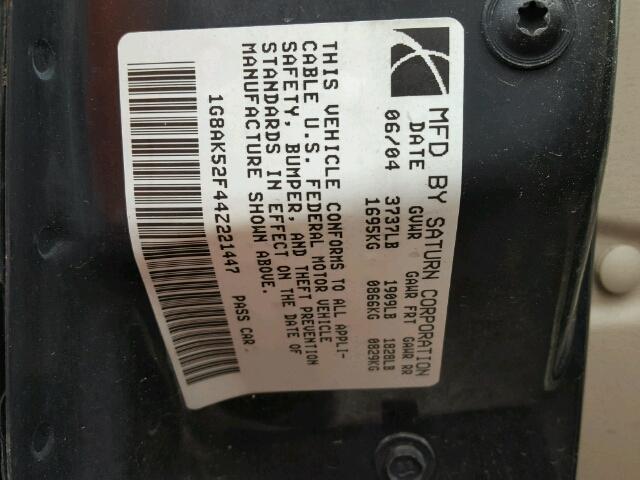 MFD BY SATURN CORPORATION
DATE GVWR GAWR FRT GAWR RR
06/04 3737LB 1909LB 1828LB
1695KG 0866KG 0829KG
THIS VEHICLE CONFORMS TO ALL APPLI-
CABLE U.S. FEDERAL MOTOR VEHICLE
SAFETY, BUMPER, AND THEFT PREVENTION
STANDARDS IN EFFECT ON THE DATE OF
MANUFACTURE SHOWN ABOVE.
1G8AK52F44Z221447 PASS CAR